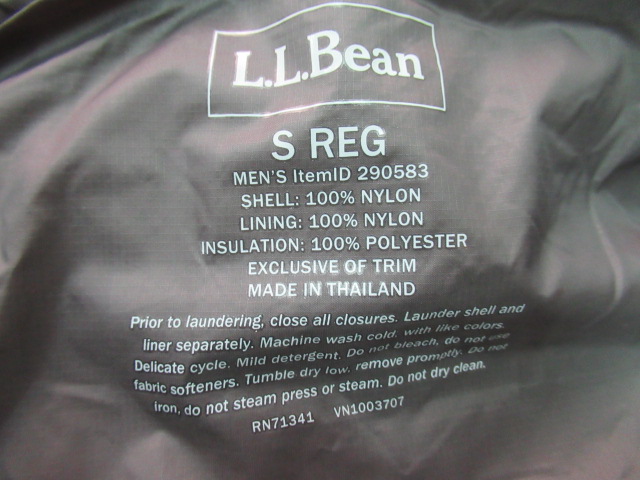 L.L.Bean
S REG
MEN'S ItemID 290583
SHELL: 100% NYLON
LINING: 100% NYLON
INSULATION: 100% POLYESTER
EXCLUSIVE OF TRIM
MADE IN THAILAND
Prior to laundering, close all closures. Launder shell and
liner separately. Machine wash cold, with like colors.
Delicate cycle. Mild detergent. Do not bleach, do not use
fabric softeners. Tumble dry low, remove promptly. Do not
iron, do not steam press or steam. Do not dry clean.
RN71341 VN1003707